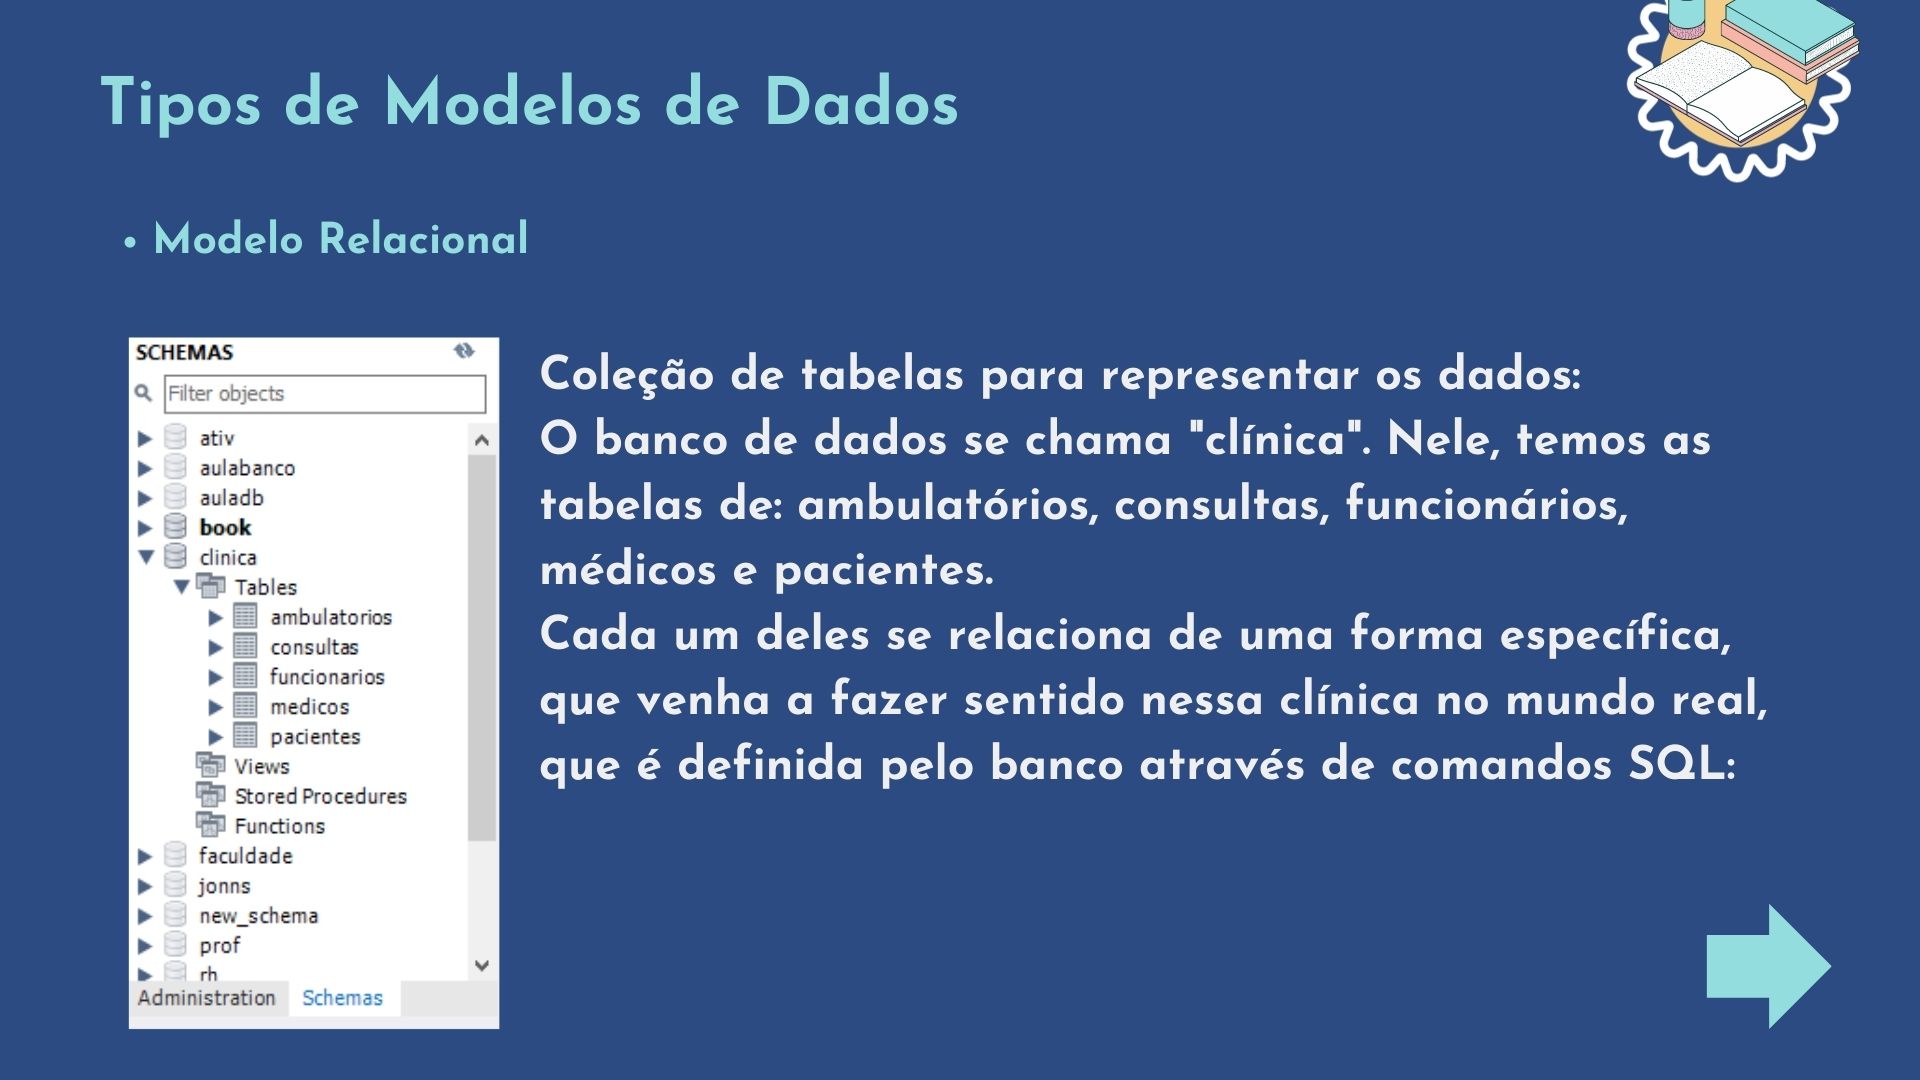 Tipos de Modelos de Dados
• Modelo Relacional
SCHEMAS
Filter objects
ativ
aulabanco
auladb
book
clinica
Tables
ambulatorios
consultas
funcionarios
medicos
pacientes
Views
Stored Procedures
Functions
faculdade
jonns
new_schema
prof
rh
Administration Schemas
Coleção de tabelas para representar os dados:
O banco de dados se chama "clínica". Nele, temos as
tabelas de: ambulatórios, consultas, funcionários,
médicos e pacientes.
Cada um deles se relaciona de uma forma específica,
que venha a fazer sentido nessa clínica no mundo real,
que é definida pelo banco através de comandos SQL: